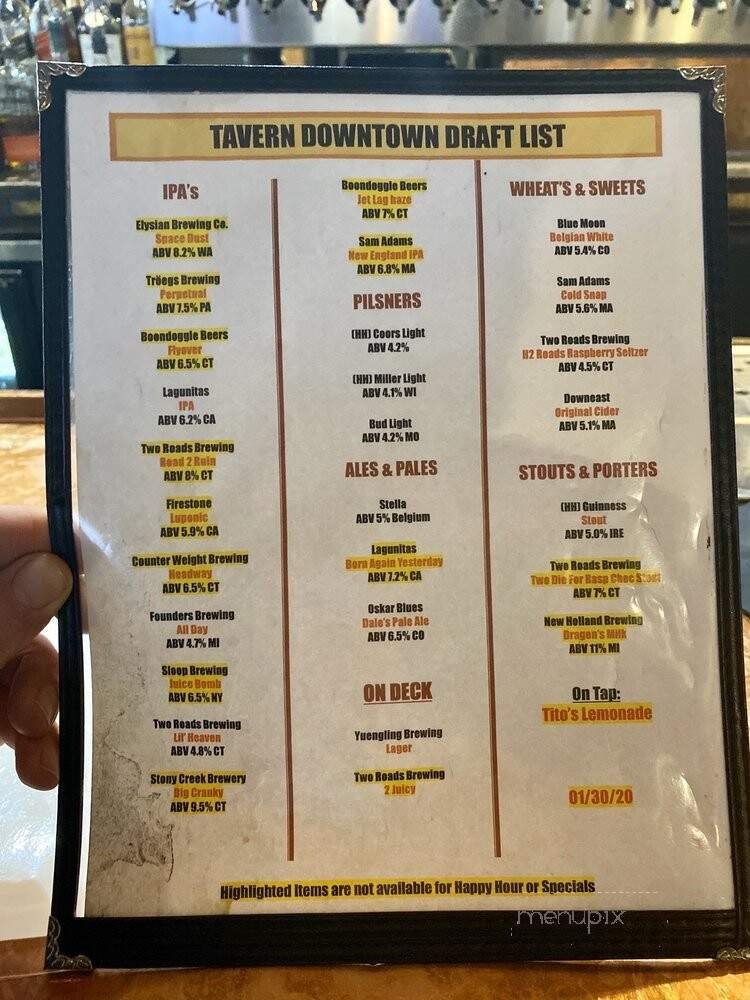 TAVERN DOWNTOWN DRAFT LIST
IPA's
Elysian Brewing Co.
Space Dust
ABV 8.2% WA
Tröegs Brewing
Perpetual
ABV 7.5% PA
Boondoggle Beers
Flyover
ABV 6.5% CT
Lagunitas
IPA
ABV 6.2% CA
Two Roads Brewing
Road 2 Ruin
ABV 8% CT
Firestone
Luponic
ABV 5.9% CA
Counter Weight Brewing
Headway
ABV 6.5% CT
Founders Brewing
All Day
ABV 4.7% MI
Sloop Brewing
Juice Bomb
ABV 6.5% NY
Two Roads Brewing
Lil' Heaven
ABV 4.8% CT
Stony Creek Brewery
Big Cranky
ABV 9.5% CT
Boondoggle Beers
Jet Lag haze
ABV 7% CT
Sam Adams
New England IPA
ABV 6.8% MA
PILSNERS
(HH) Coors Light
ABV 4.2%
(HH) Miller Light
ABV 4.1% WI
Bud Light
ABV 4.2% MO
ALES & PALES
Stella
ABV 5% Belgium
Lagunitas
Born Again Yesterday
ABV 7.2% CA
Oskar Blues
Dale's Pale Ale
ABV 6.5% CO
ON DECK
Yuengling Brewing
Lager
Two Roads Brewing
2 Juicy
WHEAT'S & SWEETS
Blue Moon
Belgian White
ABV 5.4% CO
Sam Adams
Cold Snap
ABV 5.6% MA
Two Roads Brewing
H2 Roads Raspberry Seltzer
ABV 4.5% CT
Downeast
Original Cider
ABV 5.1% MA
STOUTS & PORTERS
(HH) Guinness
Stout
ABV 5.0% IRE
Two Roads Brewing
Two Die For Rasp Choc Stout
ABV 7% CT
New Holland Brewing
Dragon's Milk
ABV 11% MI
On Tap:
Tito's Lemonade
01/30/20
Highlighted Items are not available for Happy Hour or Specials
menupix